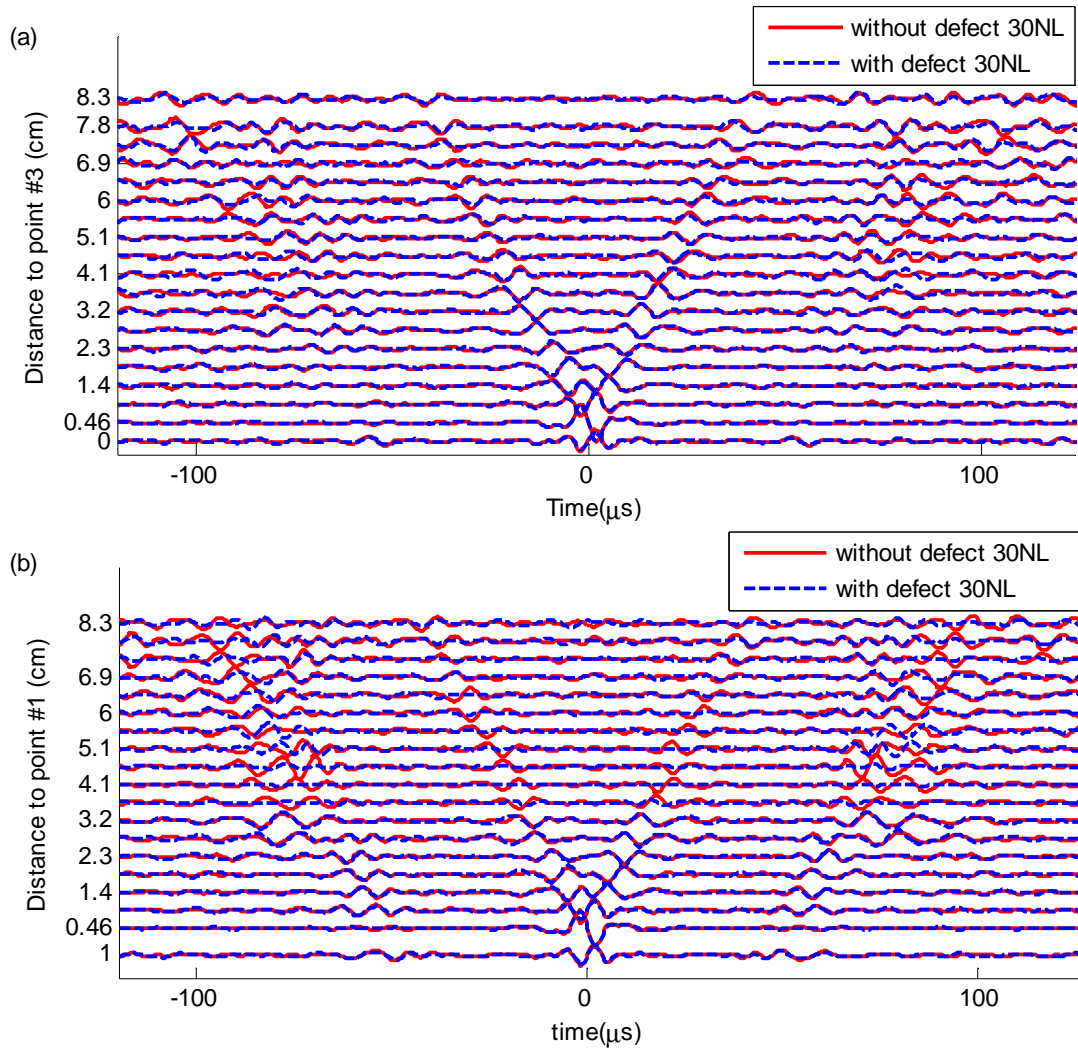 (a)
without defect 30NL
with defect 30NL
Distance to point #3 (cm)
8.3
7.8
6.9
6
5.1
4.1
3.2
2.3
1.4
0.46
0
-100
0
100
Time(μs)
(b)
without defect 30NL
with defect 30NL
Distance to point #1 (cm)
8.3
6.9
6
5.1
4.1
3.2
2.3
1.4
0.46
1
-100
0
100
time(μs)